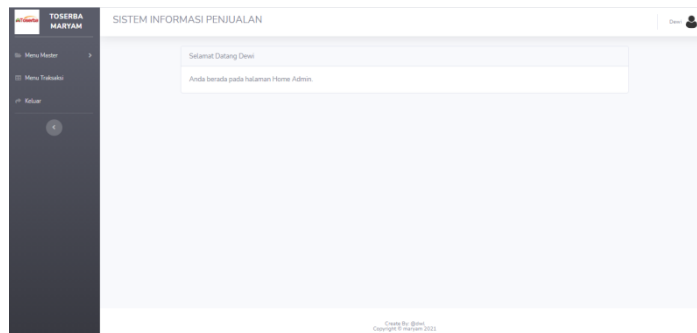 TOSERBA
MARYAM
SISTEM INFORMASI PENJUALAN
Dewi
Menu Master
Selamat Datang Dewi
Menu Traksaksi
Anda berada pada halaman Home Admin.
Keluar
Create By: @dwi
Copyright © maryam 2021